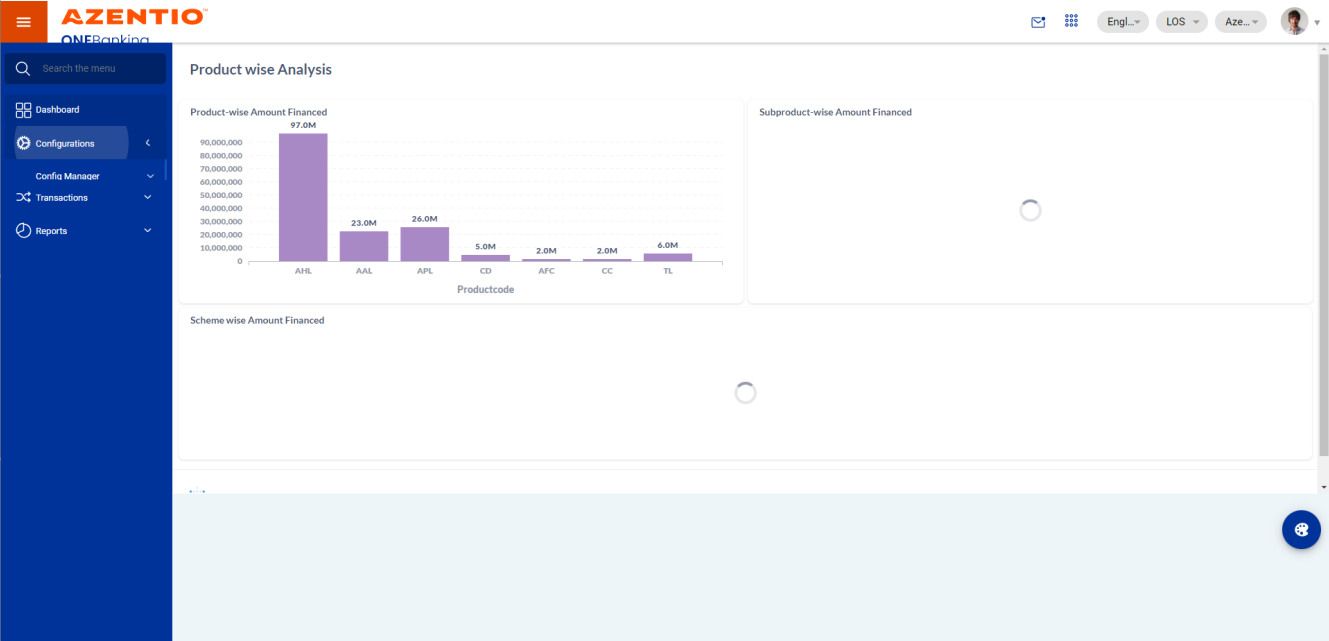 AZENTIO™
ONEBanking
Engl...
LOS
Aze...
Search the menu
Dashboard
Configurations
Config Manager
Transactions
Reports
Product wise Analysis
Product-wise Amount Financed
97.0M
90,000,000
80,000,000
70,000,000
60,000,000
50,000,000
40,000,000
30,000,000
20,000,000
10,000,000
0
23.0M
26.0M
5.0M
2.0M
2.0M
6.0M
AHL AAL APL CD AFC CC TL
Productcode
Subproduct-wise Amount Financed
Scheme wise Amount Financed